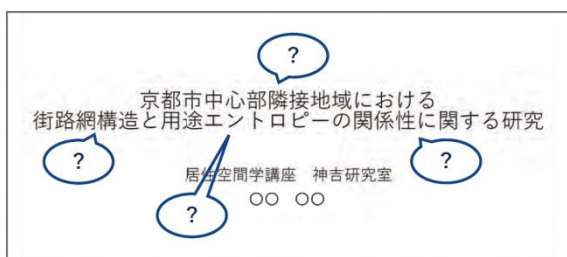 ?
京都市中心部隣接地域における
街路網構造と用途エントロピーの関係性に関する研究
?
?
居住空間学講座 神吉研究室
?
○○ ○○